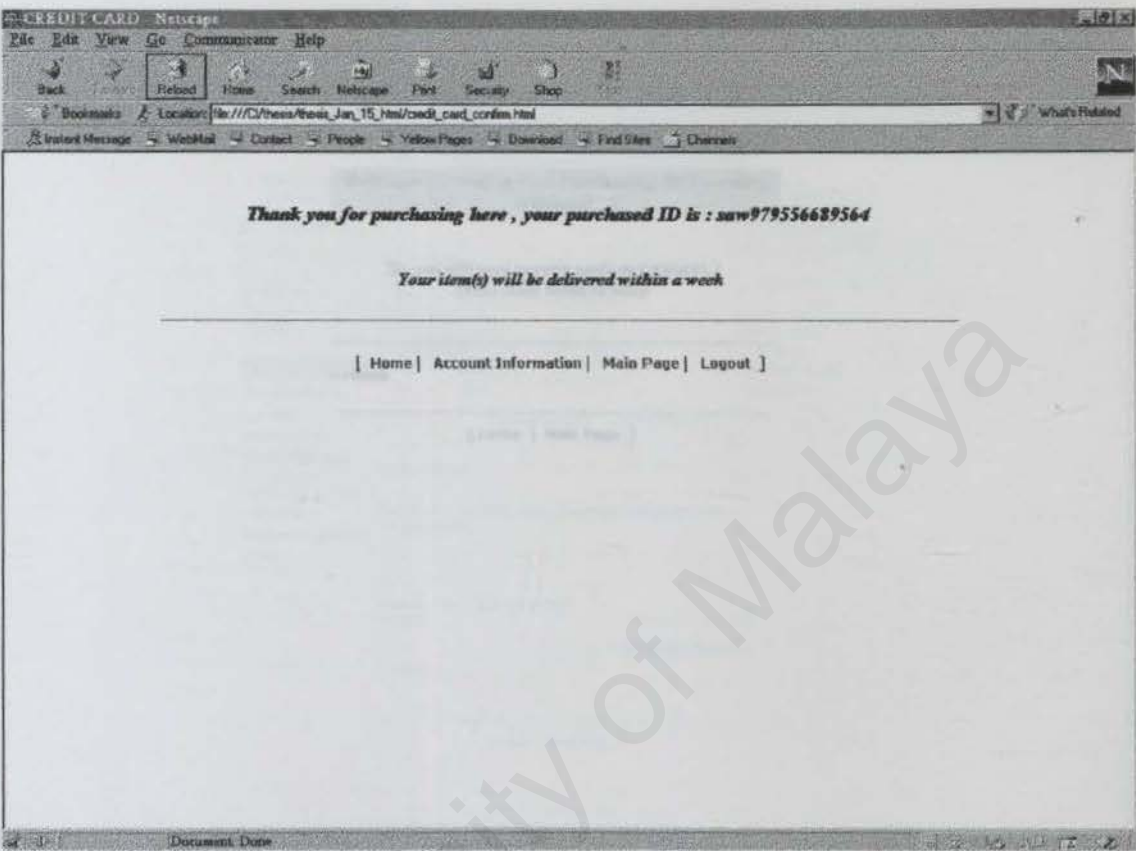 CREDIT CARD - Netscape
File Edit View Go Communicator Help
Back Reload Home Search Netscape Print Security Shop
Bookmarks Location: file:///C|/thesis/thesis_Jan_15_html/credit_card_confirm.html What's Related
Instant Message WebMail Contact People Yellow Pages Download Find Sites Channels
Thank you for purchasing here , your purchased ID is : saw979556689564
Your item(s) will be delivered within a week
[ Home | Account Information | Main Page | Logout ]
Document: Done
ity of Malaya